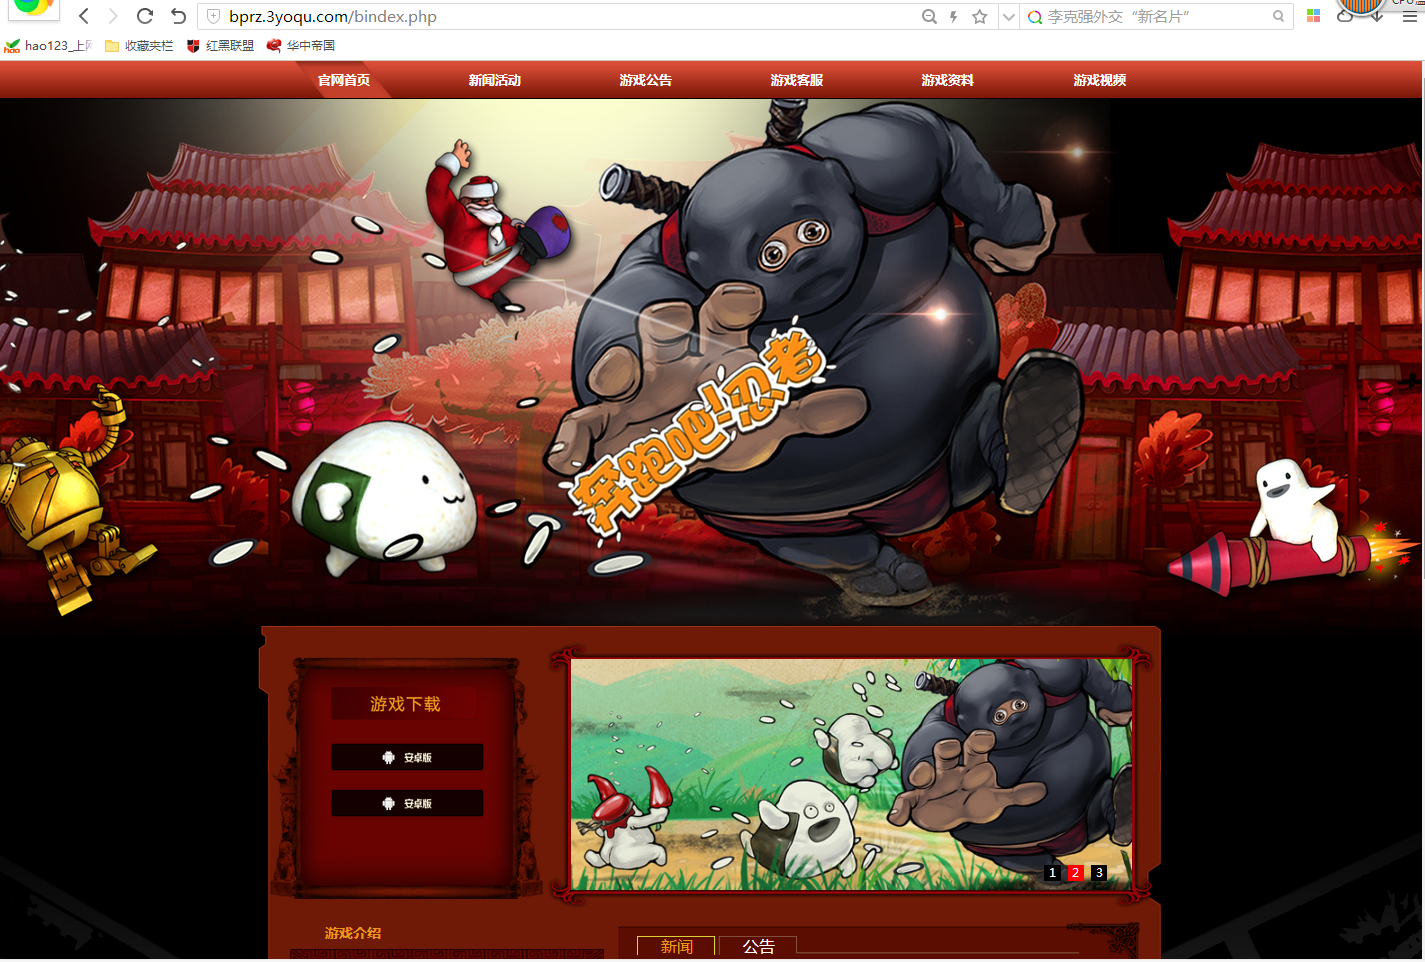 bprz.3yoqu.com/bindex.php
李克强外交“新名片”
hao123_上网
收藏夹栏
红黑联盟
华中帝国
官网首页
新闻活动
游戏公告
游戏客服
游戏资料
游戏视频
奔跑吧!忍者
游戏下载
安卓版
安卓版
1 2 3
游戏介绍
新闻
公告